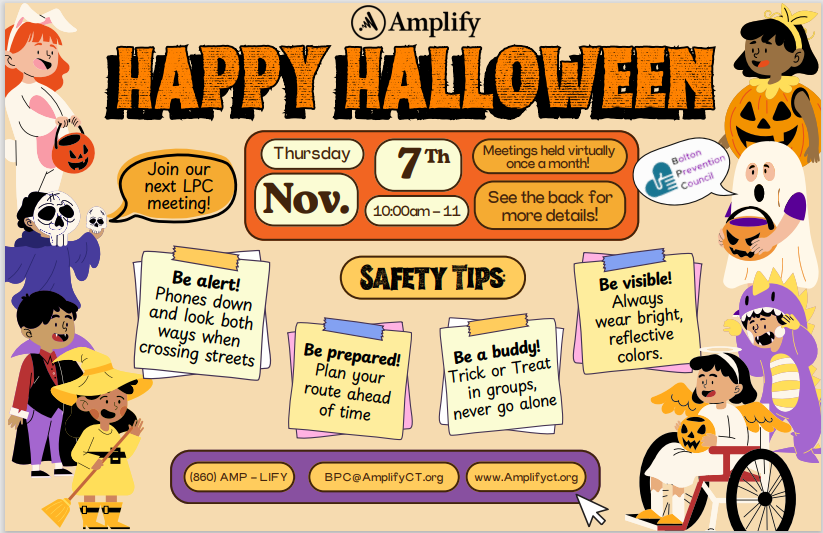 Amplify
HAPPY HALLOWEEN
Join our
next LPC
meeting!
Thursday
Nov.
7Th
10:00am – 11
Meetings held virtually
once a month!
See the back for
more details!
Bolton
Prevention
Council
SAFETY TIPS
Be alert!
Phones down
and look both
ways when
crossing streets
Be prepared!
Plan your
route ahead
of time
Be a buddy!
Trick or Treat
in groups,
never go alone
Be visible!
Always
wear bright,
reflective
colors.
(860) AMP – LIFY
BPC@AmplifyCT.org
www.Amplifyct.org